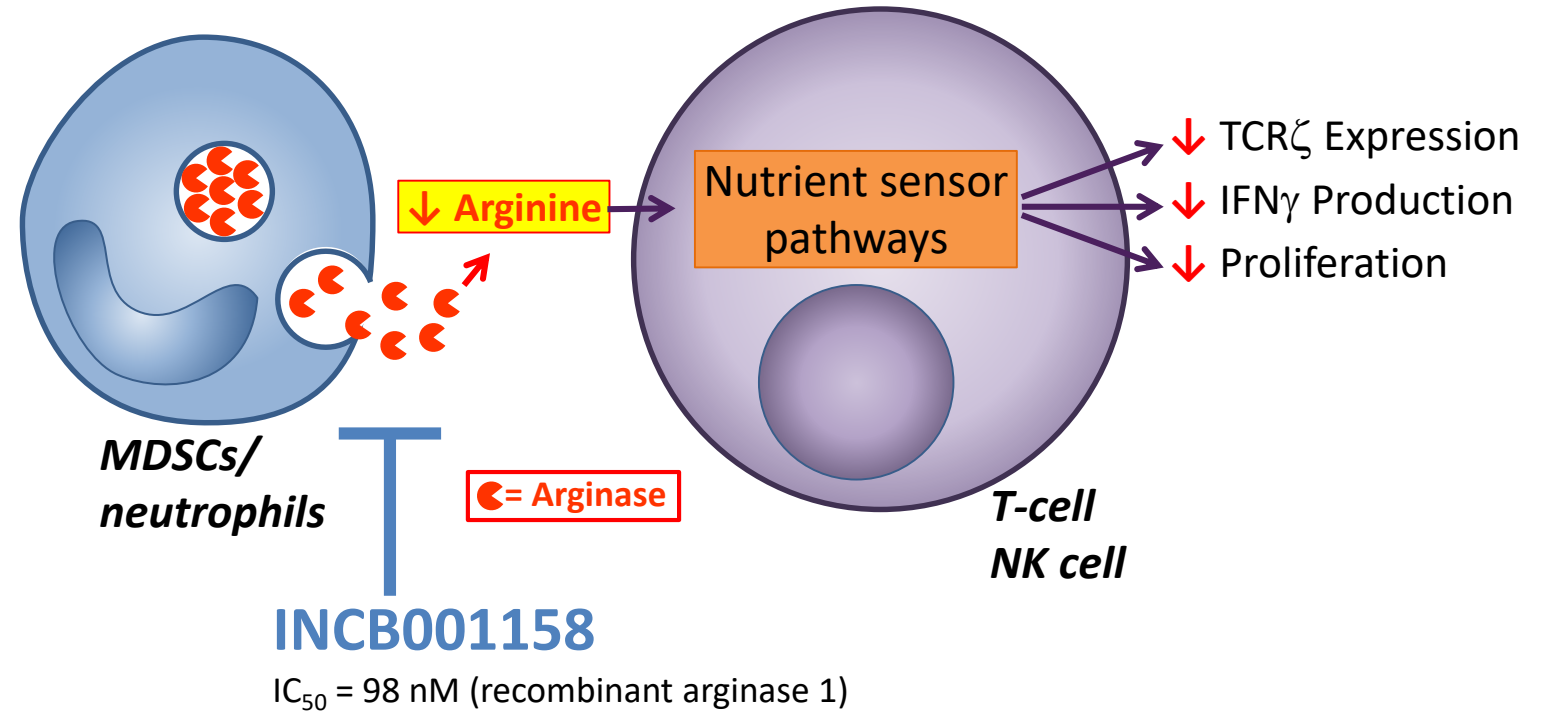 ↓ Arginine
Nutrient sensor
pathways
↓ TCRζ Expression
↓ IFNγ Production
↓ Proliferation
MDSCs/
neutrophils
= Arginase
T-cell
NK cell
INCB001158
IC50 = 98 nM (recombinant arginase 1)